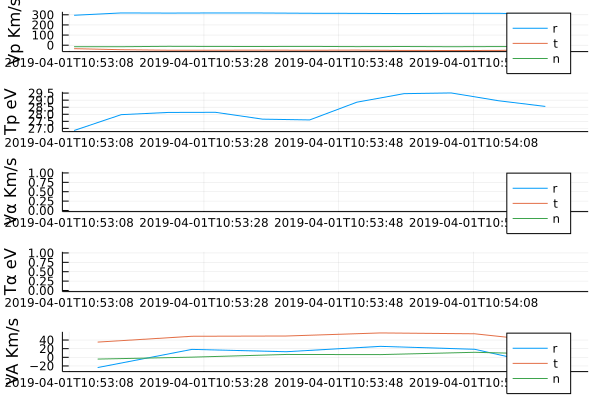 Vp Km/s
300
200
100
0
r
t
n
2019-04-01T10:53:08 2019-04-01T10:53:28 2019-04-01T10:53:48 2019-04-01T10:5
Tp eV
29.5
29.0
28.5
28.0
27.5
27.0
2019-04-01T10:53:08 2019-04-01T10:53:28 2019-04-01T10:53:48 2019-04-01T10:54:08
Vα Km/s
1.00
0.75
0.50
0.25
0.00
r
t
n
2019-04-01T10:53:08 2019-04-01T10:53:28 2019-04-01T10:53:48 2019-04-01T10:5
Tα eV
1.00
0.75
0.50
0.25
0.00
2019-04-01T10:53:08 2019-04-01T10:53:28 2019-04-01T10:53:48 2019-04-01T10:54:08
VA Km/s
40
20
0
−20
r
t
n
2019-04-01T10:53:08 2019-04-01T10:53:28 2019-04-01T10:53:48 2019-04-01T10:5